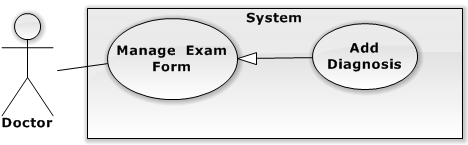 System
Manage Exam
Form
Add
Diagnosis
Doctor